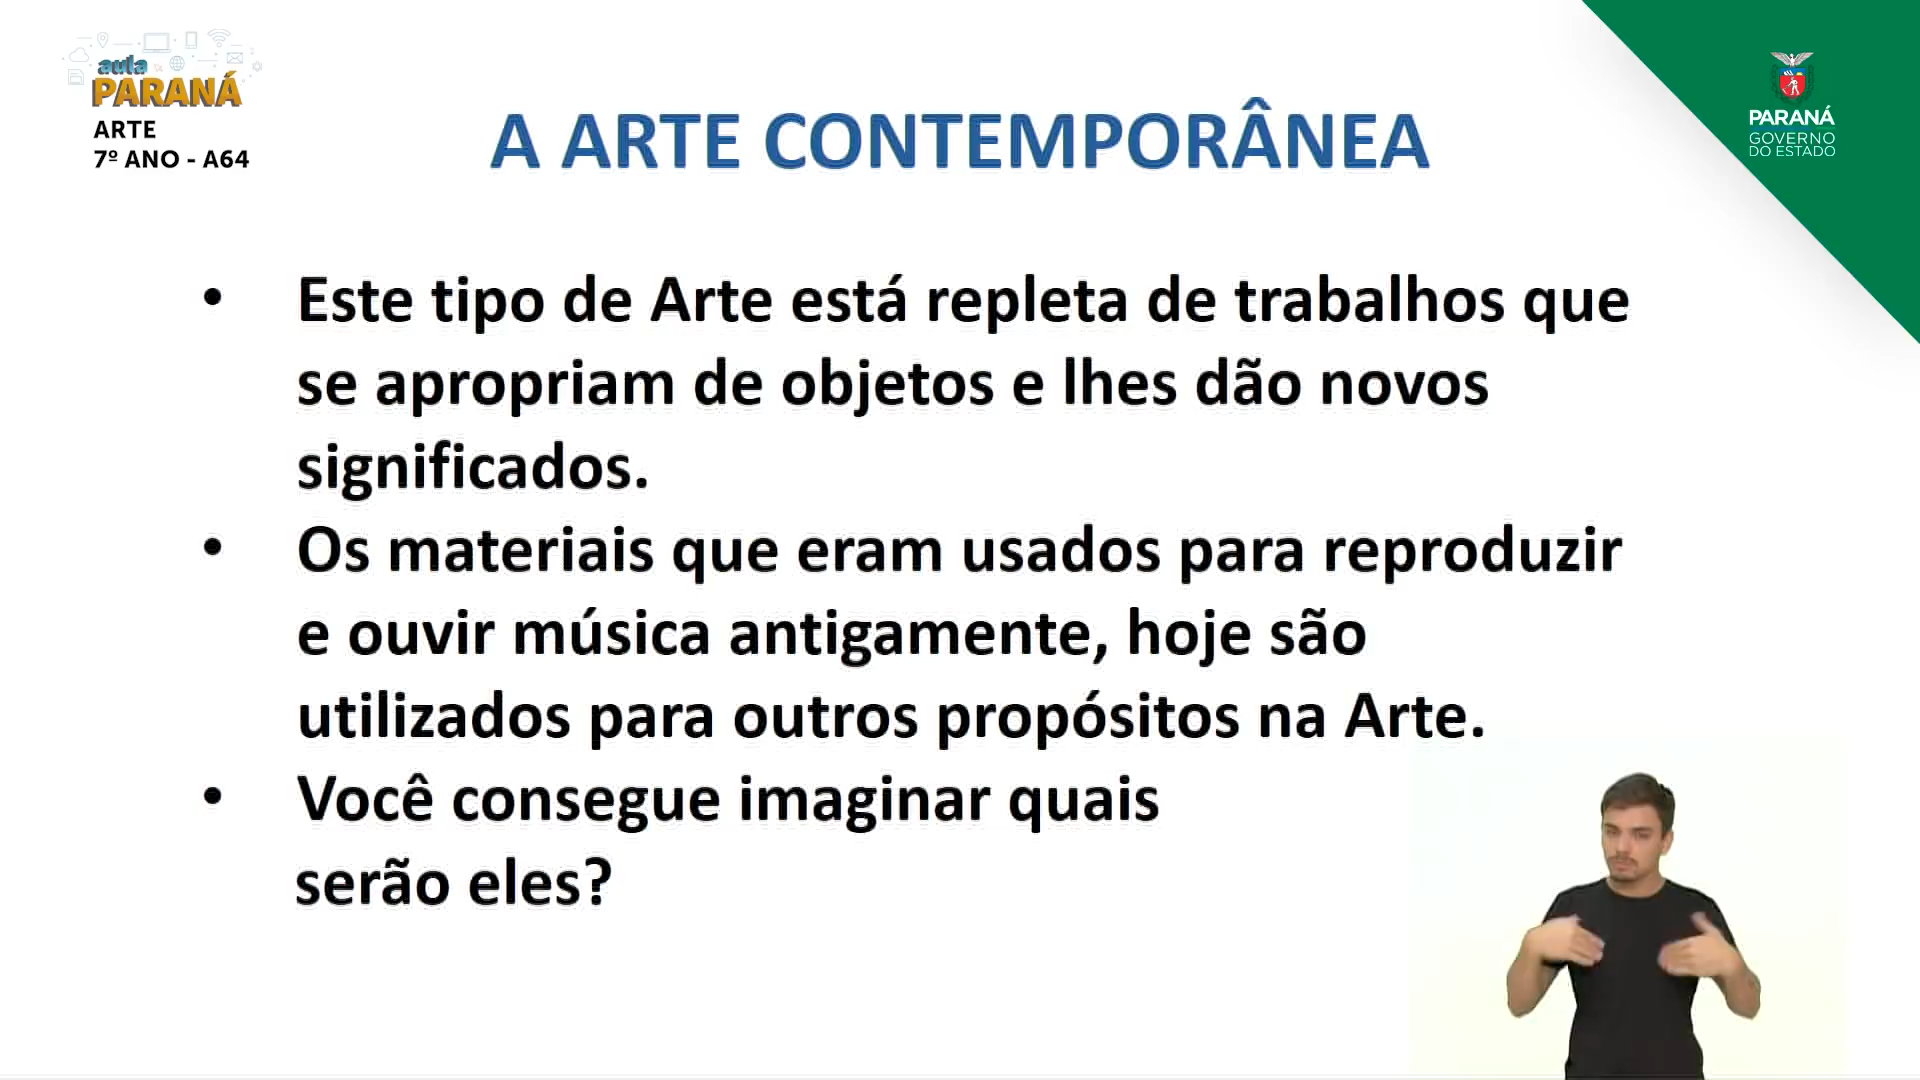 aula
PARANÁ
ARTE
7º ANO - A64
A ARTE CONTEMPORÂNEA
PARANÁ
GOVERNO
DO ESTADO
• Este tipo de Arte está repleta de trabalhos que
se apropriam de objetos e lhes dão novos
significados.
• Os materiais que eram usados para reproduzir
e ouvir música antigamente, hoje são
utilizados para outros propósitos na Arte.
• Você consegue imaginar quais
serão eles?